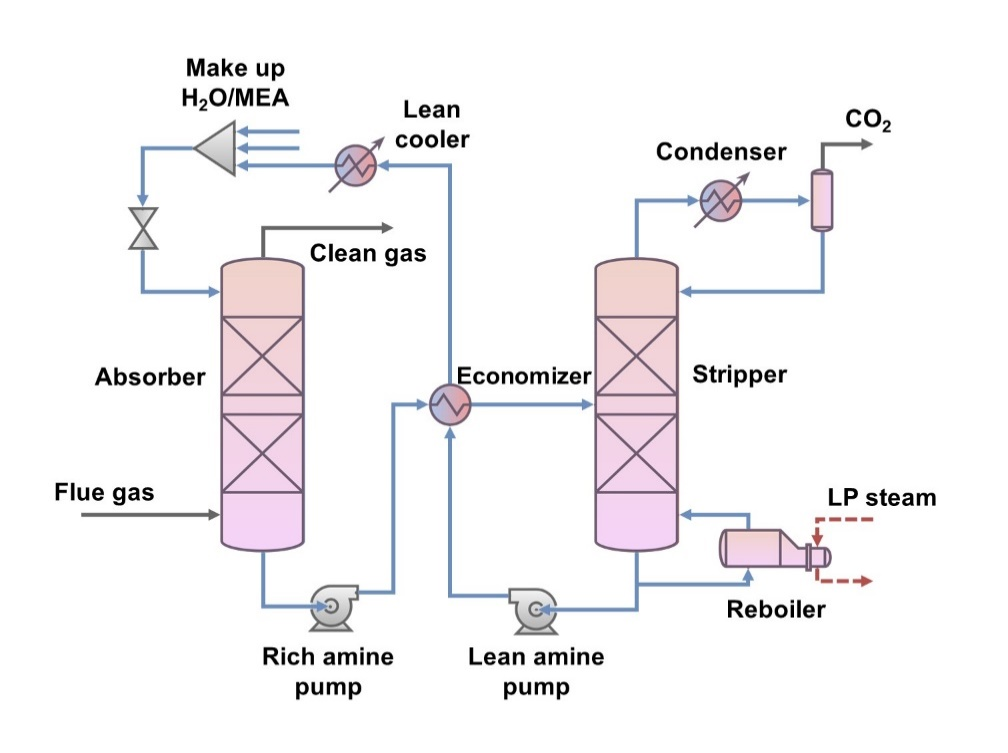 Make up
H₂O/MEA
Lean
cooler
CO₂
Condenser
Clean gas
Absorber
Economizer
Stripper
Flue gas
LP steam
Reboiler
Rich amine
pump
Lean amine
pump